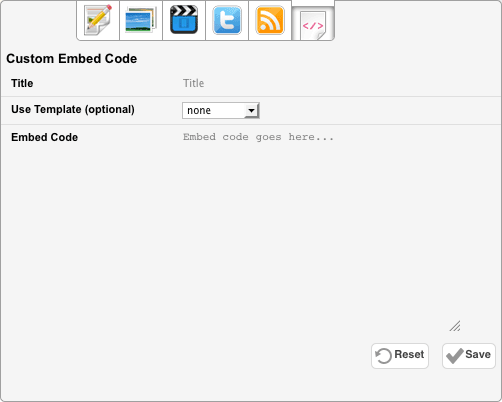 </>
Custom Embed Code
Title Title
Use Template (optional) none
Embed Code Embed code goes here...
Reset Save